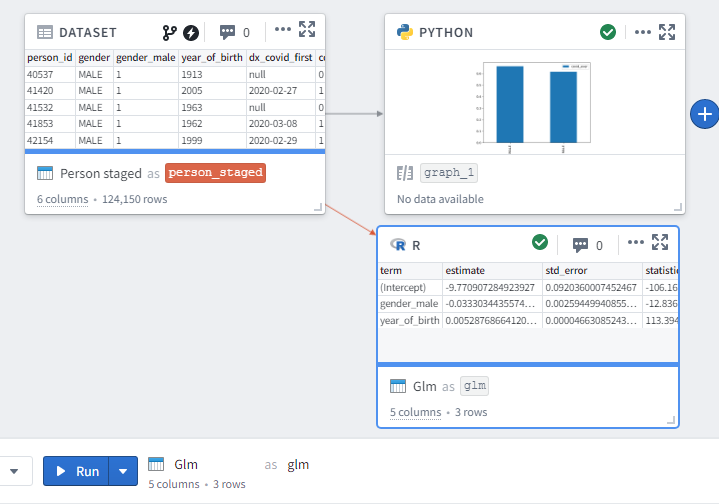 DATASET
0
person_id gender gender_male year_of_birth dx_covid_first
40537 MALE 1 1913 null 0
41420 MALE 1 2005 2020-02-27 1
41532 MALE 1 1963 null 0
41853 MALE 1 1962 2020-03-08 1
42154 MALE 1 1999 2020-02-29 1
Person staged as person_staged
6 columns • 124,150 rows
PYTHON
graph_1
No data available
R R
0
term estimate std_error statistic
(Intercept) -9.770907284923927 0.0920360007452467 -106.16
gender_male -0.0333034435574... 0.00259449940855... -12.836
year_of_birth 0.00528768664120... 0.00004663085243... 113.394
Glm as glm
5 columns • 3 rows
Run
Glm as glm
5 columns • 3 rows